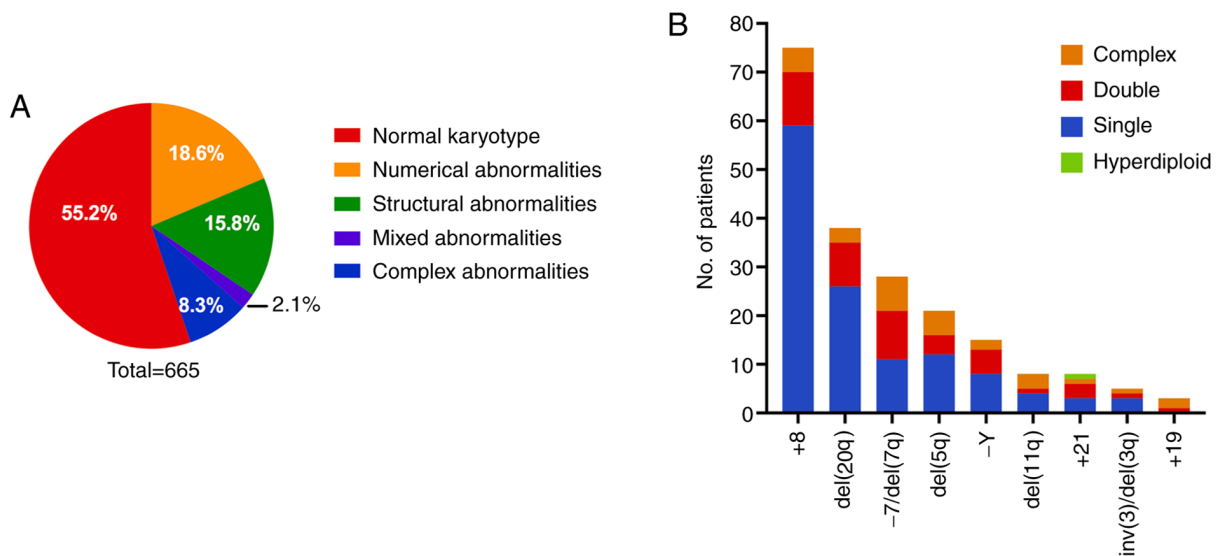 A
18.6%
55.2%
15.8%
8.3%
2.1%
Total=665
Normal karyotype
Numerical abnormalities
Structural abnormalities
Mixed abnormalities
Complex abnormalities
B
No. of patients
80
70
60
50
40
30
20
10
0
Complex
Double
Single
Hyperdiploid
+8
del(20q)
−7/del(7q)
del(5q)
−Y
del(11q)
+21
inv(3)/del(3q)
+19